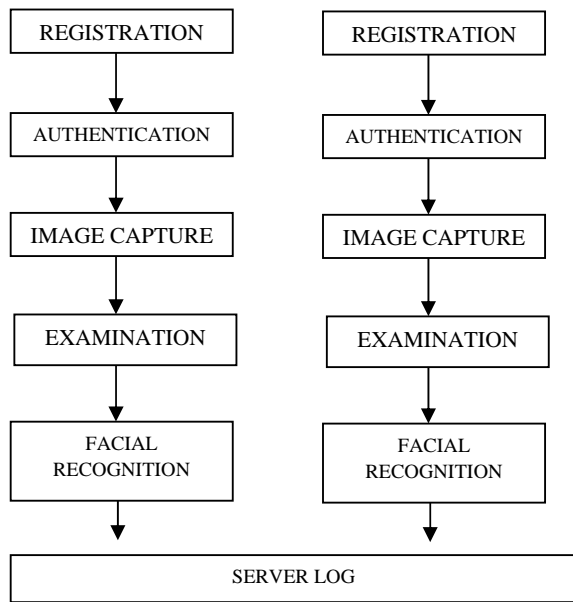 REGISTRATION
AUTHENTICATION
IMAGE CAPTURE
EXAMINATION
FACIAL
RECOGNITION
REGISTRATION
AUTHENTICATION
IMAGE CAPTURE
EXAMINATION
FACIAL
RECOGNITION
SERVER LOG